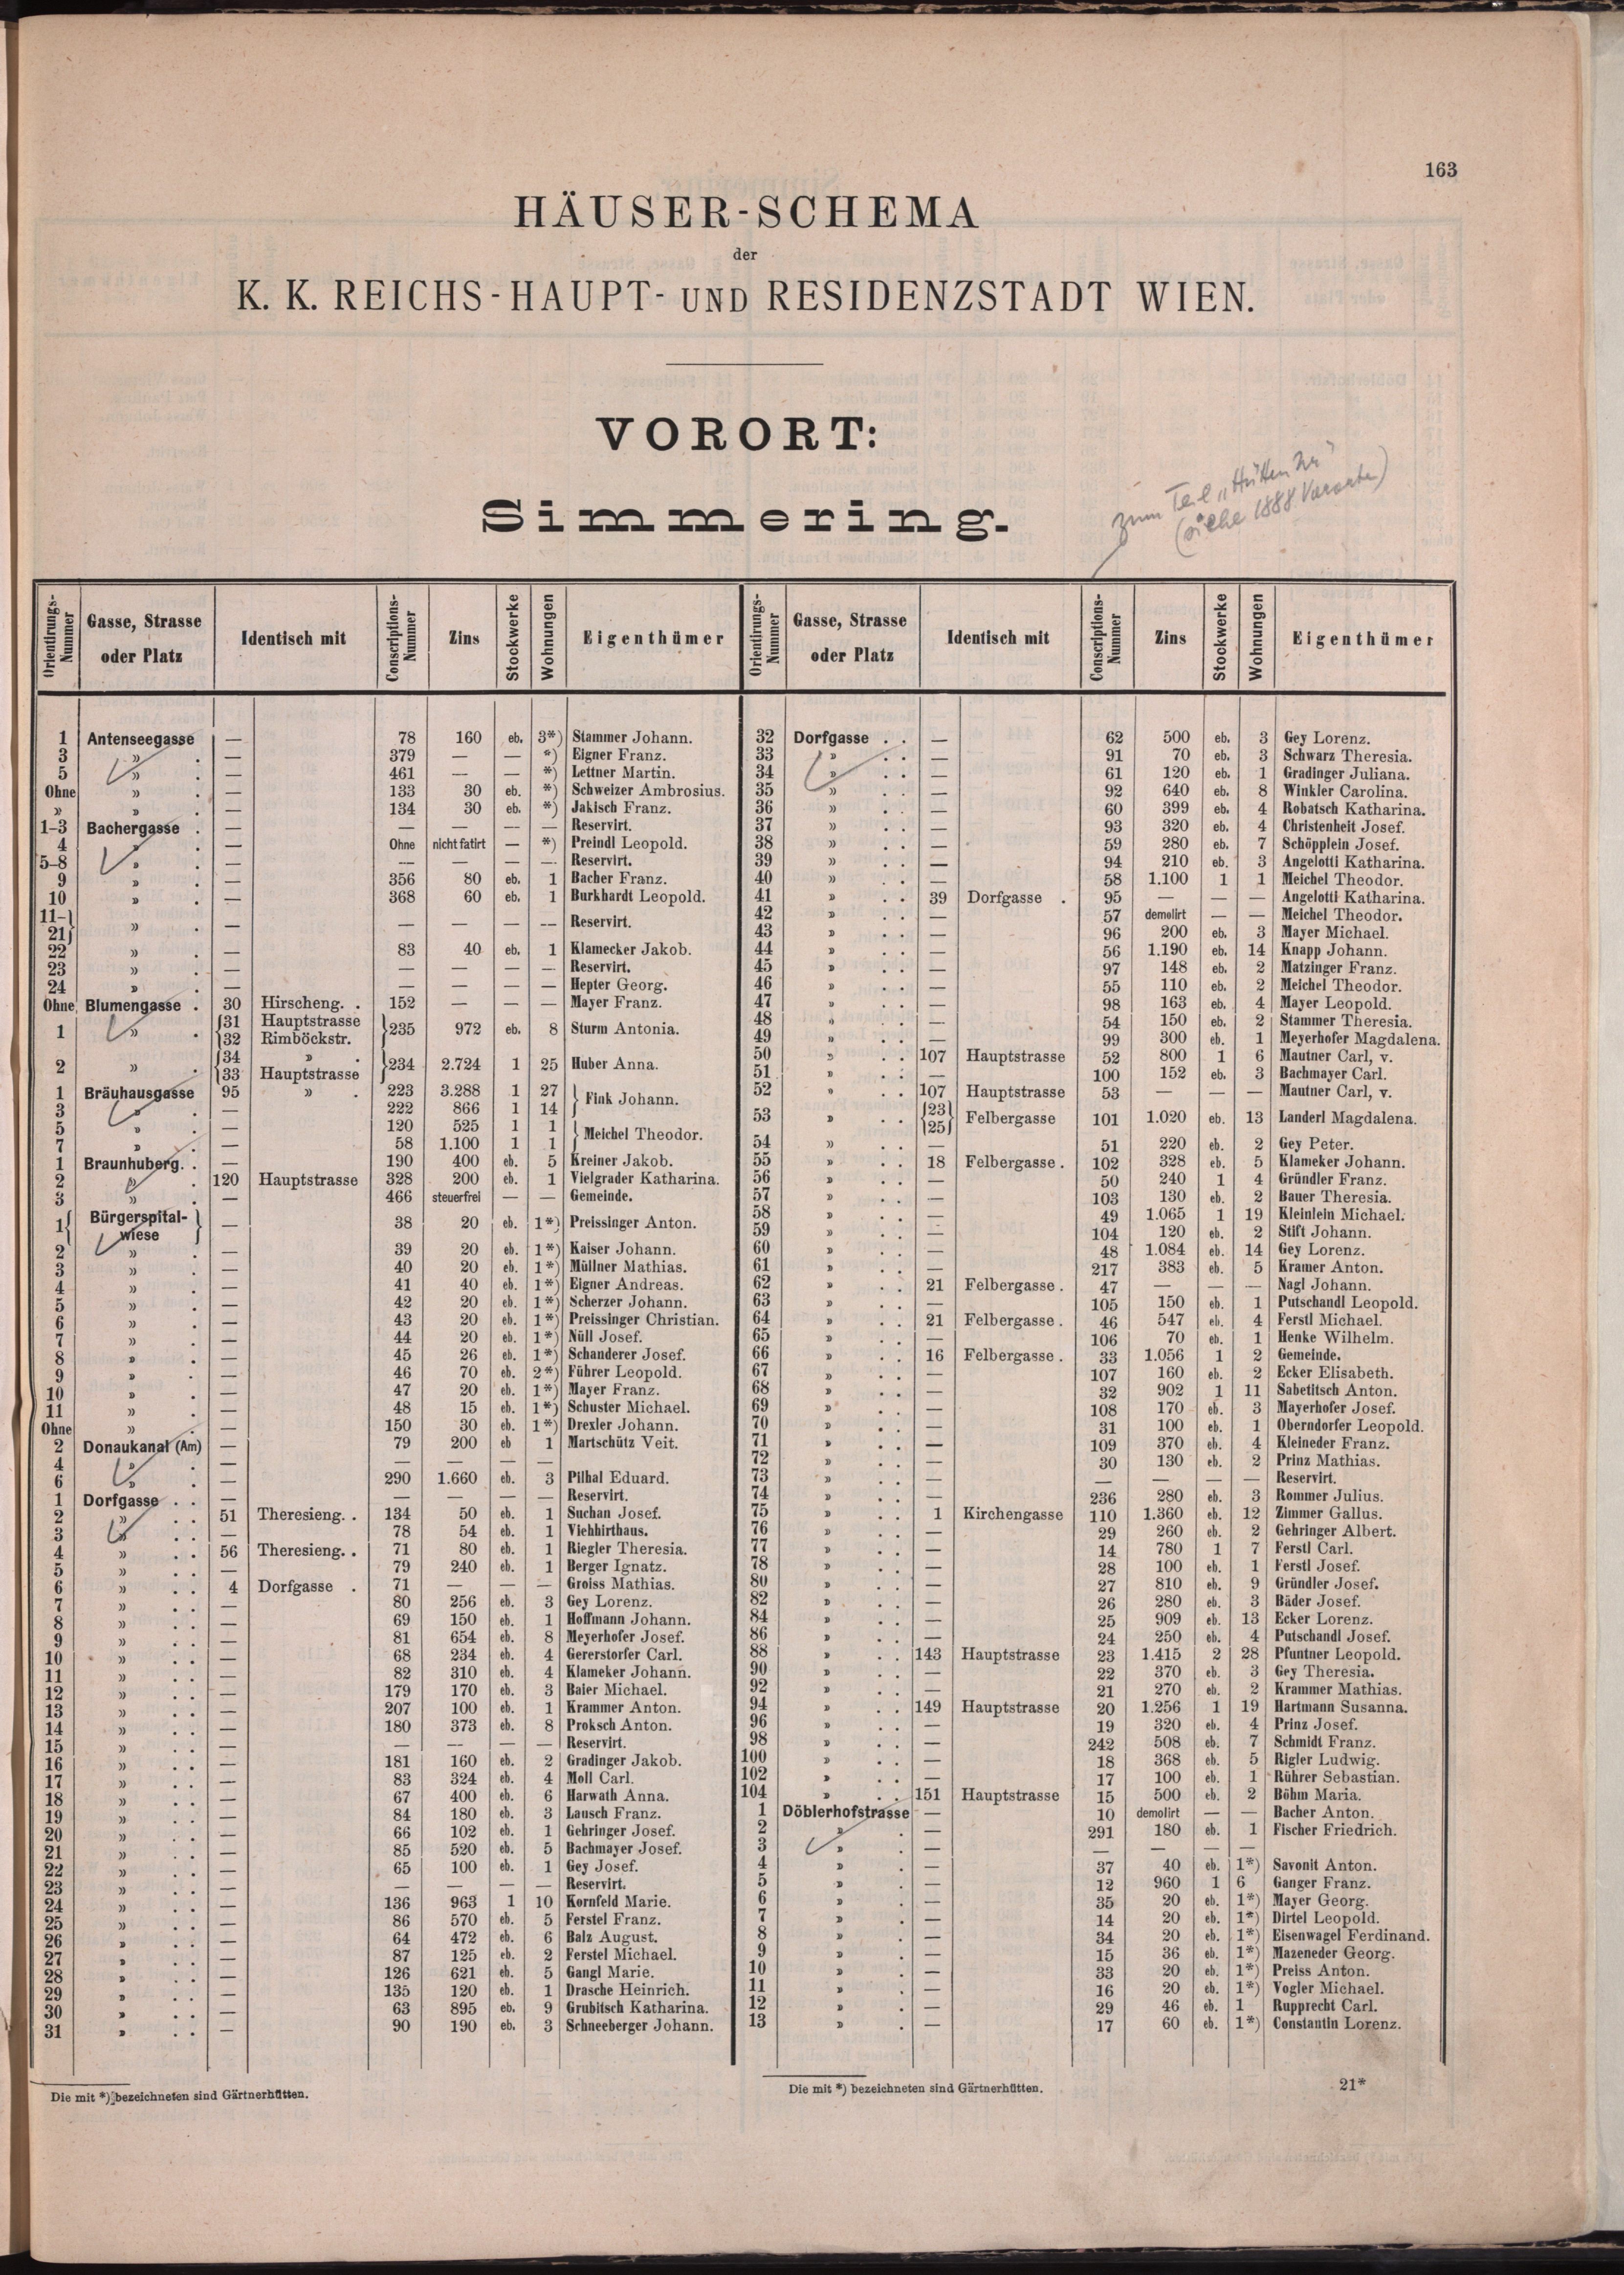 163
HÄUSER-SCHEMA
der
K. K. REICHS-HAUPT- UND RESIDENZSTADT WIEN.
VORORT:
Simmering.
zum Teil „Hütten Nr"
(siehe 1888 Vororte)
Orientirungs-Nummer | Gasse, Strasse oder Platz | Identisch mit | Conscriptions-Nummer | Zins | Stockwerke | Wohnungen | Eigenthümer
1 Antenseegasse — 78 160 eb. 3*) Stammer Johann.
3 » . — 379 — — *) Eigner Franz.
5 » . — 461 — — *) Lettner Martin.
Ohne » . — 133 30 eb. *) Schweizer Ambrosius.
» » . — 134 30 eb. *) Jakisch Franz.
1-3 Bachergasse . — — — — — Reservirt.
4 » . — Ohne nicht fatirt — *) Preindl Leopold.
5-8 » . — — — — — Reservirt.
9 » . — 356 80 eb. 1 Bacher Franz.
10 » . — 368 60 eb. 1 Burkhardt Leopold.
11-21} » . — — — — — Reservirt.
22 » . — 83 40 eb. 1 Klamecker Jakob.
23 » . — — — — — Reservirt.
24 » . — — — — — Hepter Georg.
Ohne Blumengasse . 30 Hirscheng. . 152 — — — Mayer Franz.
1 » . {31 Hauptstrasse
{32 Rimböckstr. }235 972 eb. 8 Sturm Antonia.
2 » . {34 » .
{33 Hauptstrasse }234 2.724 1 25 Huber Anna.
1 Bräuhausgasse 95 » . 223 3.288 1 27 } Fink Johann.
3 » . — 222 866 1 14
5 » . — 120 525 1 1 } Meichel Theodor.
7 » . — 58 1.100 1 1
1 Braunhuberg. . — 190 400 eb. 5 Kreiner Jakob.
2 » . 120 Hauptstrasse 328 200 eb. 1 Vielgrader Katharina.
3 » . — 466 steuerfrei — — Gemeinde.
1{ Bürgerspital-wiese } — 38 20 eb. 1*) Preissinger Anton.
2 » . — 39 20 eb. 1*) Kaiser Johann.
3 » . — 40 20 eb. 1*) Müllner Mathias.
4 » . — 41 40 eb. 1*) Eigner Andreas.
5 » . — 42 20 eb. 1*) Scherzer Johann.
6 » . — 43 20 eb. 1*) Preissinger Christian.
7 » . — 44 20 eb. 1*) Nüll Josef.
8 » . — 45 26 eb. 1*) Schanderer Josef.
9 » . — 46 70 eb. 2*) Führer Leopold.
10 » . — 47 20 eb. 1*) Mayer Franz.
11 » . — 48 15 eb. 1*) Schuster Michael.
Ohne » . — 150 30 eb. 1*) Drexler Johann.
2 Donaukanal (Am) — 79 200 eb 1 Martschütz Veit.
4 » . — — — — —
6 » . — 290 1.660 eb. 3 Pilhal Eduard.
1 Dorfgasse . . — — — — — Reservirt.
2 » . . 51 Theresieng. . 134 50 eb. 1 Suchan Josef.
3 » . . — 78 54 eb. 1 Viehhirthaus.
4 » . . 56 Theresieng. . 71 80 eb. 1 Riegler Theresia.
5 » . . — 79 240 eb. 1 Berger Ignatz.
6 » . . 4 Dorfgasse . 71 — — — Groiss Mathias.
7 » . . — 80 256 eb. 3 Gey Lorenz.
8 » . . — 69 150 eb. 1 Hoffmann Johann.
9 » . . — 81 654 eb. 8 Meyerhofer Josef.
10 » . . — 68 234 eb. 4 Gererstorfer Carl.
11 » . . — 82 310 eb. 4 Klameker Johann.
12 » . . — 179 170 eb. 3 Baier Michael.
13 » . . — 207 100 eb. 1 Krammer Anton.
14 » . . — 180 373 eb. 8 Proksch Anton.
15 » . . — — — — — Reservirt.
16 » . . — 181 160 eb. 2 Gradinger Jakob.
17 » . . — 83 324 eb. 4 Moll Carl.
18 » . . — 67 400 eb. 6 Harwath Anna.
19 » . . — 84 180 eb. 3 Lausch Franz.
20 » . . — 66 102 eb. 1 Gehringer Josef.
21 » . . — 85 520 eb. 5 Bachmayer Josef.
22 » . . — 65 100 eb. 1 Gey Josef.
23 » . . — — — — — Reservirt.
24 » . . — 136 963 1 10 Kornfeld Marie.
25 » . . — 86 570 eb. 5 Ferstel Franz.
26 » . . — 64 472 eb. 6 Balz August.
27 » . . — 87 125 eb. 2 Ferstel Michael.
28 » . . — 126 621 eb. 5 Gangl Marie.
29 » . . — 135 120 eb. 1 Drasche Heinrich.
30 » . . — 63 895 eb. 9 Grubitsch Katharina.
31 » . . — 90 190 eb. 3 Schneeberger Johann.
Die mit *) bezeichneten sind Gärtnerhütten.
Orientirungs-Nummer | Gasse, Strasse oder Platz | Identisch mit | Conscriptions-Nummer | Zins | Stockwerke | Wohnungen | Eigenthümer
32 Dorfgasse . . — 62 500 eb. 3 Gey Lorenz.
33 » . . — 91 70 eb. 3 Schwarz Theresia.
34 » . . — 61 120 eb. 1 Gradinger Juliana.
35 » . . — 92 640 eb. 8 Winkler Carolina.
36 » . . — 60 399 eb. 4 Robatsch Katharina.
37 » . . — 93 320 eb. 4 Christenheit Josef.
38 » . . — 59 280 eb. 7 Schöpplein Josef.
39 » . . — 94 210 eb. 3 Angelotti Katharina.
40 » . . — 58 1.100 1 1 Meichel Theodor.
41 » . . 39 Dorfgasse . 95 — — — Angelotti Katharina.
42 » . . — 57 demolirt — — Meichel Theodor.
43 » . . — 96 200 eb. 3 Mayer Michael.
44 » . . — 56 1.190 eb. 14 Knapp Johann.
45 » . . — 97 148 eb. 2 Matzinger Franz.
46 » . . — 55 110 eb. 2 Meichel Theodor.
47 » . . — 98 163 eb. 4 Mayer Leopold.
48 » . . — 54 150 eb. 2 Stammer Theresia.
49 » . . — 99 300 eb. 1 Meyerhofer Magdalena.
50 » . . 107 Hauptstrasse 52 800 1 6 Mautner Carl, v.
51 » . . — 100 152 eb. 3 Bachmayer Carl.
52 » . . 107 Hauptstrasse 53 — — — Mautner Carl, v.
53 » . . {23}{25} Felbergasse 101 1.020 eb. 13 Landerl Magdalena.
54 » . . — 51 220 eb. 2 Gey Peter.
55 » . . 18 Felbergasse . 102 328 eb. 5 Klameker Johann.
56 » . . — 50 240 1 4 Gründler Franz.
57 » . . — 103 130 eb. 2 Bauer Theresia.
58 » . . — 49 1.065 1 19 Kleinlein Michael.
59 » . . — 104 120 eb. 2 Stift Johann.
60 » . . — 48 1.084 eb. 14 Gey Lorenz.
61 » . . — 217 383 eb. 5 Kramer Anton.
62 » . . 21 Felbergasse . 47 — — — Nagl Johann.
63 » . . — 105 150 eb. 1 Putschandl Leopold.
64 » . . 21 Felbergasse . 46 547 eb. 4 Ferstl Michael.
65 » . . — 106 70 eb. 1 Henke Wilhelm.
66 » . . 16 Felbergasse . 33 1.056 1 2 Gemeinde.
67 » . . — 107 160 eb. 2 Ecker Elisabeth.
68 » . . — 32 902 1 11 Sabetitsch Anton.
69 » . . — 108 170 eb. 3 Mayerhofer Josef.
70 » . . — 31 100 eb. 1 Oberndorfer Leopold.
71 » . . — 109 370 eb. 4 Kleineder Franz.
72 » . . — 30 130 eb. 2 Prinz Mathias.
73 » . . — — — — — Reservirt.
74 » . . — 236 280 eb. 3 Rommer Julius.
75 » . . 1 Kirchengasse 110 1.360 eb. 12 Zimmer Gallus.
76 » . . — 29 260 eb. 2 Gehringer Albert.
77 » . . — 14 780 1 7 Ferstl Carl.
78 » . . — 28 100 eb. 1 Ferstl Josef.
80 » . . — 27 810 eb. 9 Gründler Josef.
82 » . . — 26 280 eb. 3 Bäder Josef.
84 » . . — 25 909 eb. 13 Ecker Lorenz.
86 » . . — 24 250 eb. 4 Putschandl Josef.
88 » . . 143 Hauptstrasse 23 1.415 2 28 Pfuntner Leopold.
90 » . . — 22 370 eb. 3 Gey Theresia.
92 » . . — 21 270 eb. 2 Krammer Mathias.
94 » . . 149 Hauptstrasse 20 1.256 1 19 Hartmann Susanna.
96 » . . — 19 320 eb. 4 Prinz Josef.
98 » . . — 242 508 eb. 7 Schmidt Franz.
100 » . . — 18 368 eb. 5 Rigler Ludwig.
102 » . . — 17 100 eb. 1 Rührer Sebastian.
104 » . . 151 Hauptstrasse 15 500 eb. 2 Böhm Maria.
1 Döblerhofstrasse — 10 demolirt — — Bacher Anton.
2 » . — 291 180 eb. 1 Fischer Friedrich.
3 » . — — — — —
4 » . — 37 40 eb. 1*) Savonit Anton.
5 » . — 12 960 1 6 Ganger Franz.
6 » . — 35 20 eb. 1*) Mayer Georg.
7 » . — 14 20 eb. 1*) Dirtel Leopold.
8 » . — 34 20 eb. 1*) Eisenwagel Ferdinand.
9 » . — 15 36 eb. 1*) Mazeneder Georg.
10 » . — 33 20 eb. 1*) Preiss Anton.
11 » . — 16 20 eb. 1*) Vogler Michael.
12 » . — 29 46 eb. 1 Rupprecht Carl.
13 » . — 17 60 eb. 1*) Constantin Lorenz.
Die mit *) bezeichneten sind Gärtnerhütten.
21*